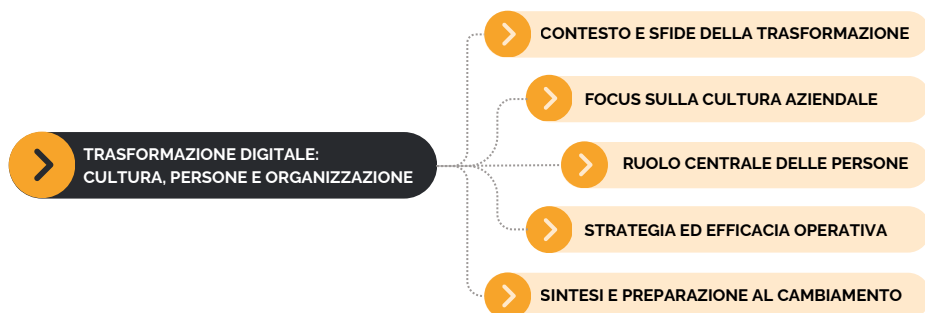 TRASFORMAZIONE DIGITALE:
CULTURA, PERSONE E ORGANIZZAZIONE
CONTESTO E SFIDE DELLA TRASFORMAZIONE
FOCUS SULLA CULTURA AZIENDALE
RUOLO CENTRALE DELLE PERSONE
STRATEGIA ED EFFICACIA OPERATIVA
SINTESI E PREPARAZIONE AL CAMBIAMENTO